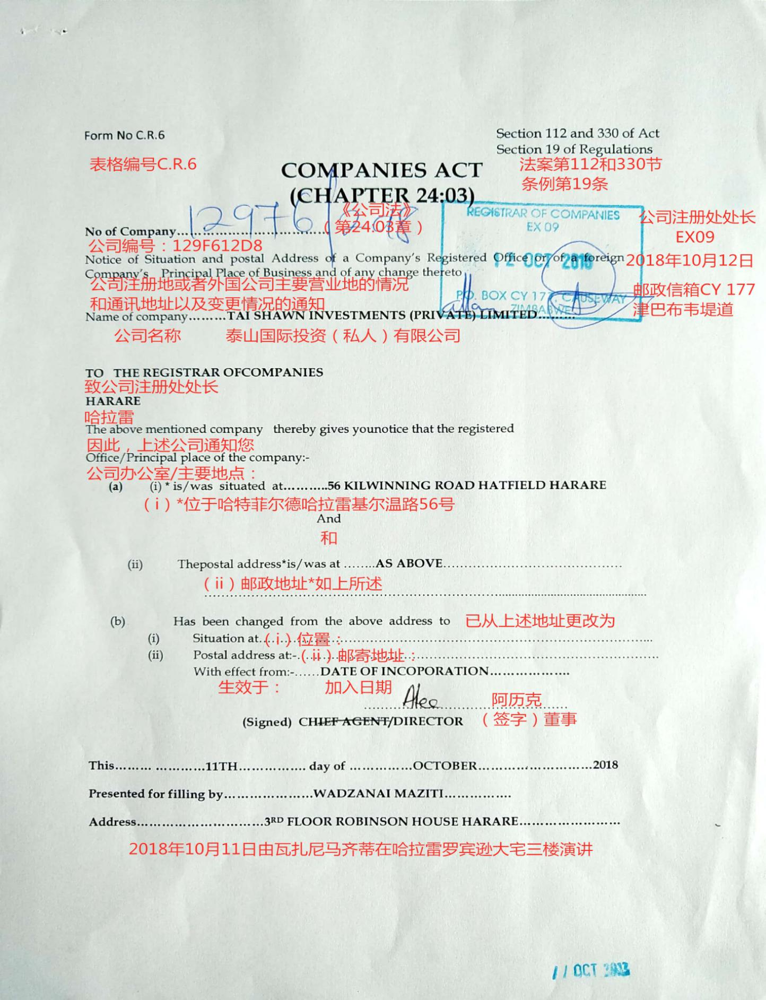 Form No C.R.6
Section 112 and 330 of Act
Section 19 of Regulations
表格编号C.R.6
法案第112和330节
条例第19条
COMPANIES ACT
(CHAPTER 24:03)
《公司法》
（第24:03章）
REGISTRAR OF COMPANIES
EX 09
12 OCT 2018
P.O. BOX CY 177, CAUSEWAY
ZIMBABWE
公司注册处处长
EX09
2018年10月12日
邮政信箱CY 177
津巴布韦堤道
No of Company.....12976/
公司编号：129F612D8
Notice of Situation and postal Address of a Company's Registered Office or of a foreign
Company's Principal Place of Business and of any change thereto
公司注册地或者外国公司主要营业地的情况
和通讯地址以及变更情况的通知
Name of company.........TAI SHAWN INVESTMENTS (PRIVATE) LIMITED..........
公司名称 泰山国际投资（私人）有限公司
TO THE REGISTRAR OFCOMPANIES
致公司注册处处长
HARARE
哈拉雷
The above mentioned company thereby gives younotice that the registered
因此，上述公司通知您
Office/Principal place of the company:-
公司办公室/主要地点：
(a) (i) * is/was situated at...........56 KILWINNING ROAD HATFIELD HARARE
（i）*位于哈特菲尔德哈拉雷基尔温路56号
And
和
(ii) Thepostal address*is/was at ........AS ABOVE..........................................
（ii）邮政地址*如上所述
(b) Has been changed from the above address to 已从上述地址更改为
(i) Situation at.....（i）位置：..........
(ii) Postal address at:-.（ii）邮寄地址：..........
With effect from:-......DATE OF INCOPORATION......................
生效于： 加入日期
Alec 阿历克
(Signed) CHIEF AGENT/DIRECTOR （签字）董事
This......... ............11TH................ day of ...............OCTOBER...........................2018
Presented for filling by.....................WADZANAI MAZITI................
Address..............................3RD FLOOR ROBINSON HOUSE HARARE........................
2018年10月11日由瓦扎尼马齐蒂在哈拉雷罗宾逊大宅三楼演讲
11 OCT